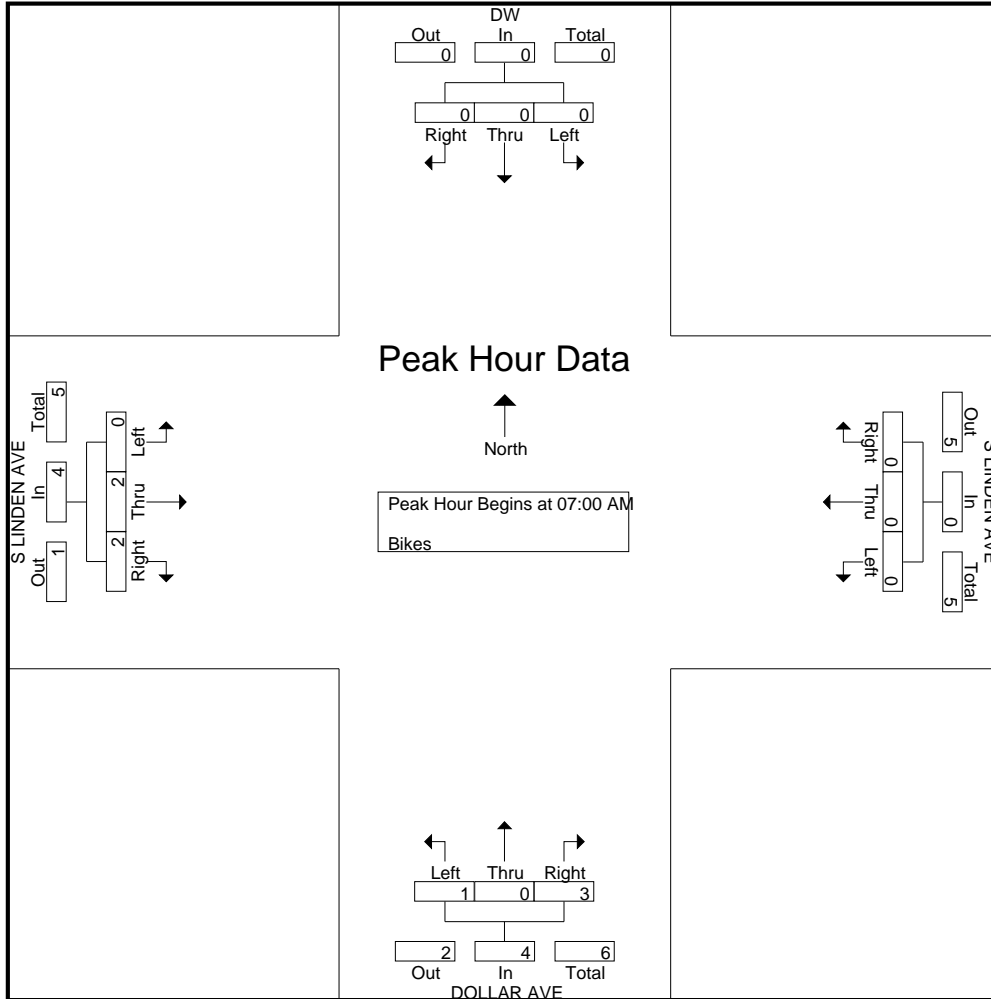 DW
Out In Total
0 0 0
0 0 0
Right Thru Left
Peak Hour Data
North
Peak Hour Begins at 07:00 AM
Bikes
S LINDEN AVE
Out In Total
1 4 5
Left Thru Right
0 2 2
Right Thru Left
0 0 0
Out In Total
5 0 5
S LINDEN AVE
Left Thru Right
1 0 3
2 4 6
Out In Total
DOLLAR AVE